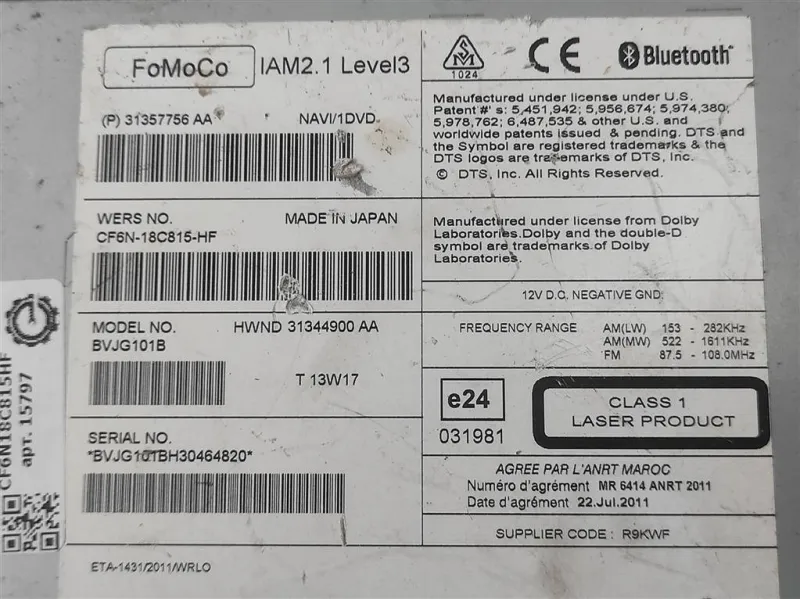 FoMoCo
IAM2.1 Level3
(P) 31357756 AA NAVI/1DVD
WERS NO. MADE IN JAPAN
CF6N-18C815-HF
MODEL NO. HWND 31344900 AA
BVJG101B
T 13W17
SERIAL NO.
*BVJG101BH30464820*
ETA-1431/2011/WRLO
1024
CE
Bluetooth
Manufactured under license under U.S.
Patent #' s: 5,451,942; 5,956,674; 5,974,380;
5,978,762; 6,487,535 & other U.S. and
worldwide patents issued & pending. DTS and
the Symbol are registered trademarks & the
DTS logos are trademarks of DTS, Inc.
© DTS, Inc. All Rights Reserved.
Manufactured under license from Dolby
Laboratories.Dolby and the double-D
symbol are trademarks of Dolby
Laboratories.
12V D.C. NEGATIVE GND:
FREQUENCY RANGE AM(LW) 153 - 282KHz
AM(MW) 522 - 1611KHz
FM 87.5 - 108.0MHz
e24
031981
CLASS 1
LASER PRODUCT
AGREE PAR L'ANRT MAROC
Numéro d'agrément MR 6414 ANRT 2011
Date d'agrément 22.Jul.2011
SUPPLIER CODE : R9KWF
CF6N18C815HF
арт. 15797